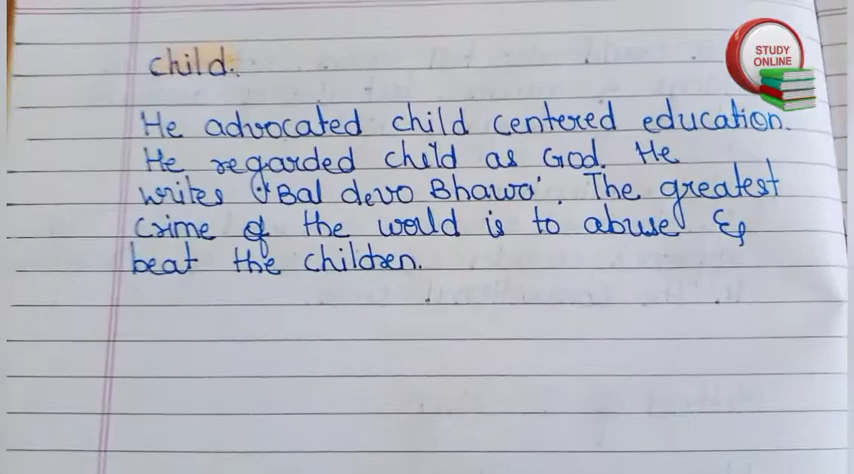 child.
STUDY
ONLINE
He advocated child centered education.
He regarded child as God. He
writes "Bal devo Bhawa'. The greatest
crime of the world is to abuse &
beat the children.